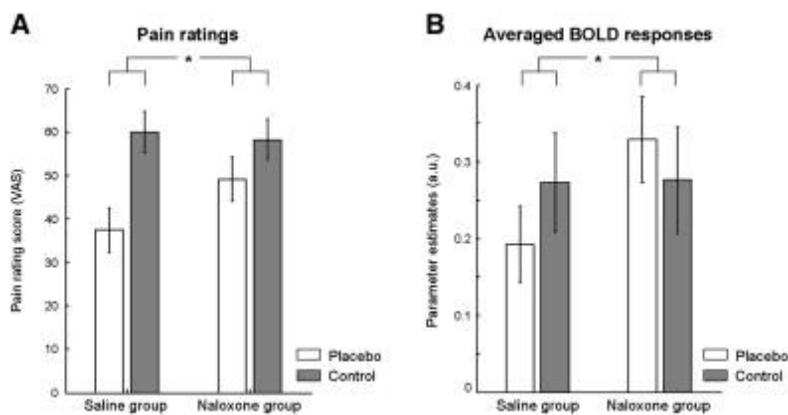 A
Pain ratings
*
70
60
50
40
30
20
10
0
Pain rating score (VAS)
Saline group
Naloxone group
Placebo
Control
B
Averaged BOLD responses
*
0.4
0.3
0.2
0.1
0
Parameter estimates (a.u.)
Saline group
Naloxone group
Placebo
Control